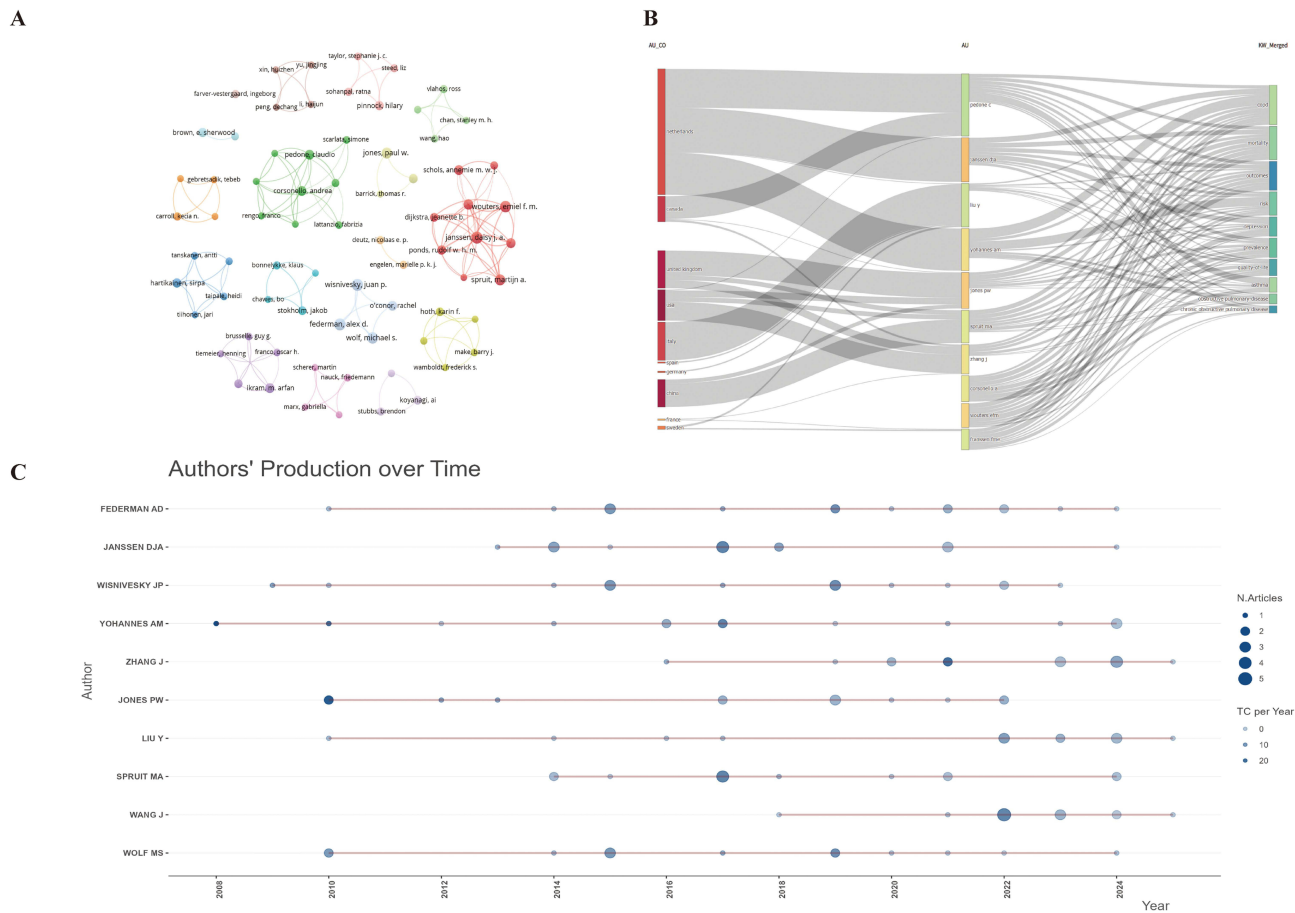 A
taylor, stephanie j. c.
xin, huizhen
yu, jingjing
steed, liz
farver-vestergaard, ingeborg
sohanpal, ratna
peng, dechang
li, haijun
pinnock, hilary
vlahos, ross
chan, stanley m. h.
wang, hao
brown, e. sherwood
scarlata, simone
pedone, claudio
jones, paul w.
schols, annemie m. w. j.
gebretsadik, tebeb
corsonello, andrea
barrick, thomas r.
wouters, emiel f. m.
carroll, kecia n.
rengo, franco
lattanzio, fabrizia
dijkstra, jeanette b.
janssen, daisy j. a.
deutz, nicolaas e. p.
ponds, rudolf w. h. m.
engelen, marielle p. k. j.
spruit, martijn a.
tanskanen, antti
bonnelykke, klaus
hartikainen, sirpa
wisnivesky, juan p.
taipale, heidi
chawes, bo
o'conor, rachel
tiihonen, jari
stokholm, jakob
federman, alex d.
hoth, karin f.
wolf, michael s.
brusselle, guy g.
tiemeier, henning
franco, oscar h.
make, barry j.
wamboldt, frederick s.
ikram, m. arfan
scherer, martin
nauck, friedemann
marx, gabriella
koyanagi, ai
stubbs, brendon
B
AU_CO
AU
KW_Merged
netherlands
canada
united kingdom
usa
italy
spain
germany
china
france
sweden
pedone c
janssen dja
liu y
yohannes am
jones pw
spruit ma
zhang j
corsonello a
wouters efm
franssen fme
copd
mortality
outcomes
risk
depression
prevalence
quality-of-life
asthma
obstructive pulmonary-disease
chronic obstructive pulmonary disease
C
Authors' Production over Time
Author
FEDERMAN AD
JANSSEN DJA
WISNIVESKY JP
YOHANNES AM
ZHANG J
JONES PW
LIU Y
SPRUIT MA
WANG J
WOLF MS
2008
2010
2012
2014
2016
2018
2020
2022
2024
Year
N.Articles
1
2
3
4
5
TC per Year
0
10
20